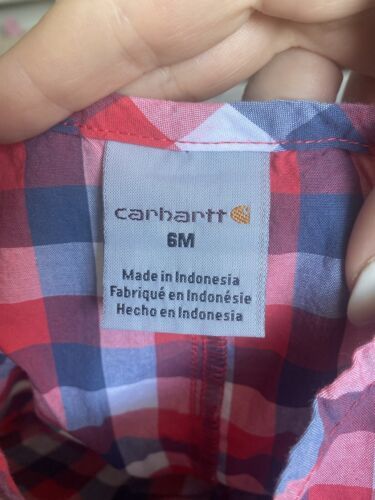 carhartt
6M
Made in Indonesia
Fabriqué en Indonésie
Hecho en Indonesia